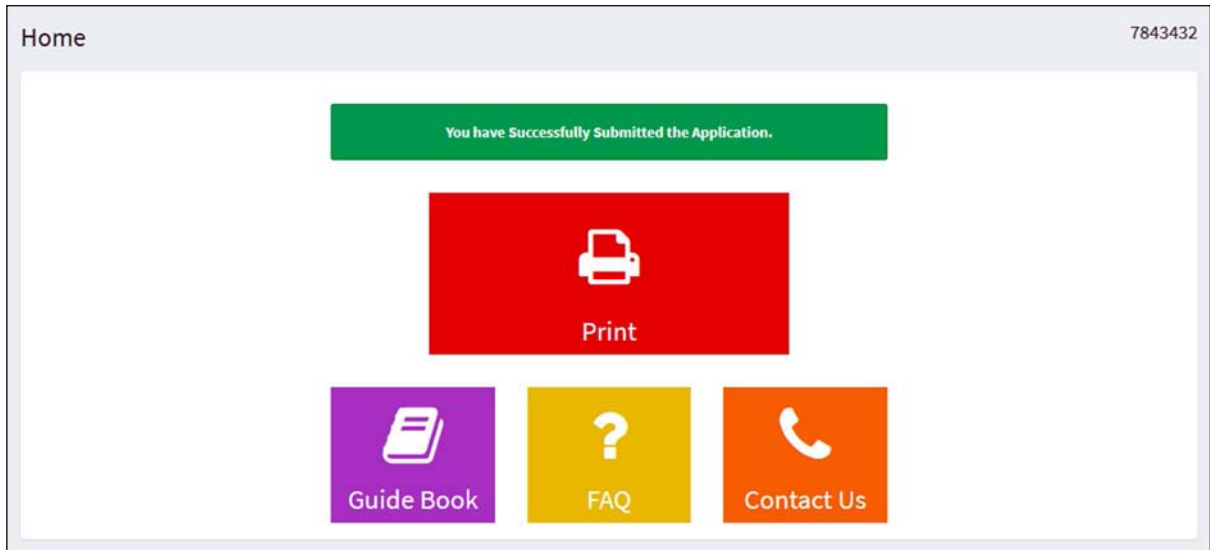 Home
7843432
You have Successfully Submitted the Application.
Print
?
Guide Book
FAQ
Contact Us